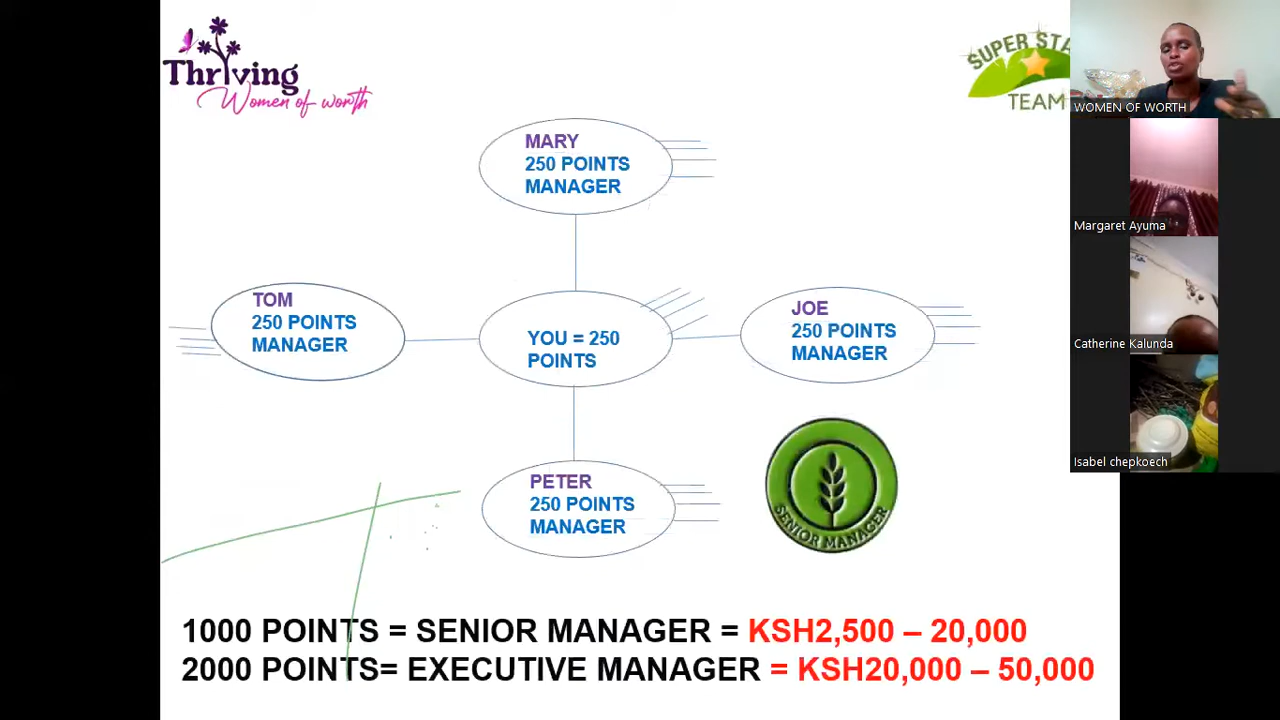 Thriving
Women of worth
SUPER STA
TEAM
WOMEN OF WORTH
MARY
250 POINTS
MANAGER
Margaret Ayuma
TOM
250 POINTS
MANAGER
YOU = 250
POINTS
JOE
250 POINTS
MANAGER
Catherine Kalunda
PETER
250 POINTS
MANAGER
SENIOR MANAGER
Isabel chepkoech
1000 POINTS = SENIOR MANAGER = KSH2,500 – 20,000
2000 POINTS= EXECUTIVE MANAGER = KSH20,000 – 50,000